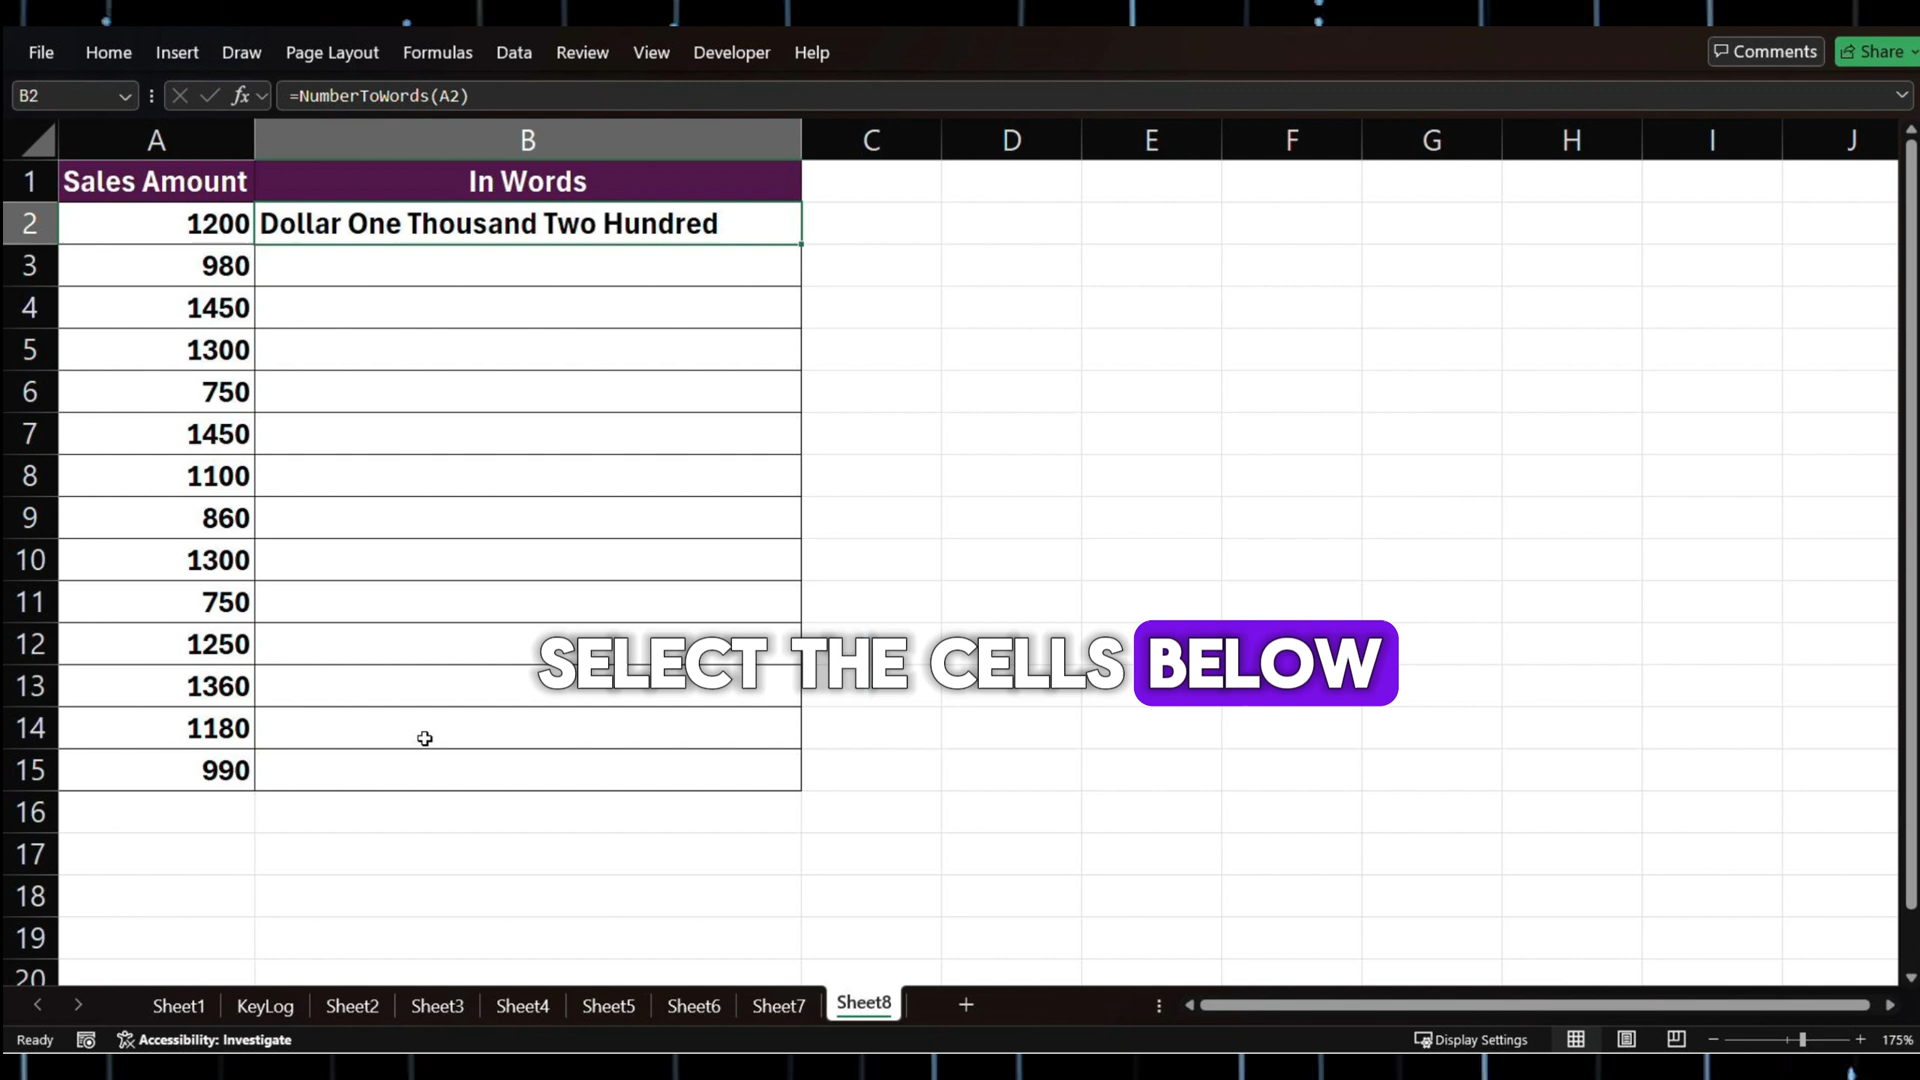 File Home Insert Draw Page Layout Formulas Data Review View Developer Help Comments Share
B2 fx =NumberToWords(A2)
A B C D E F G H I J
1 Sales Amount In Words
2 1200 Dollar One Thousand Two Hundred
3 980
4 1450
5 1300
6 750
7 1450
8 1100
9 860
10 1300
11 750
12 1250
SELECT THE CELLS BELOW
13 1360
14 1180
15 990
16
17
18
19
20
Sheet1 KeyLog Sheet2 Sheet3 Sheet4 Sheet5 Sheet6 Sheet7 Sheet8
Ready Accessibility: Investigate Display Settings 175%